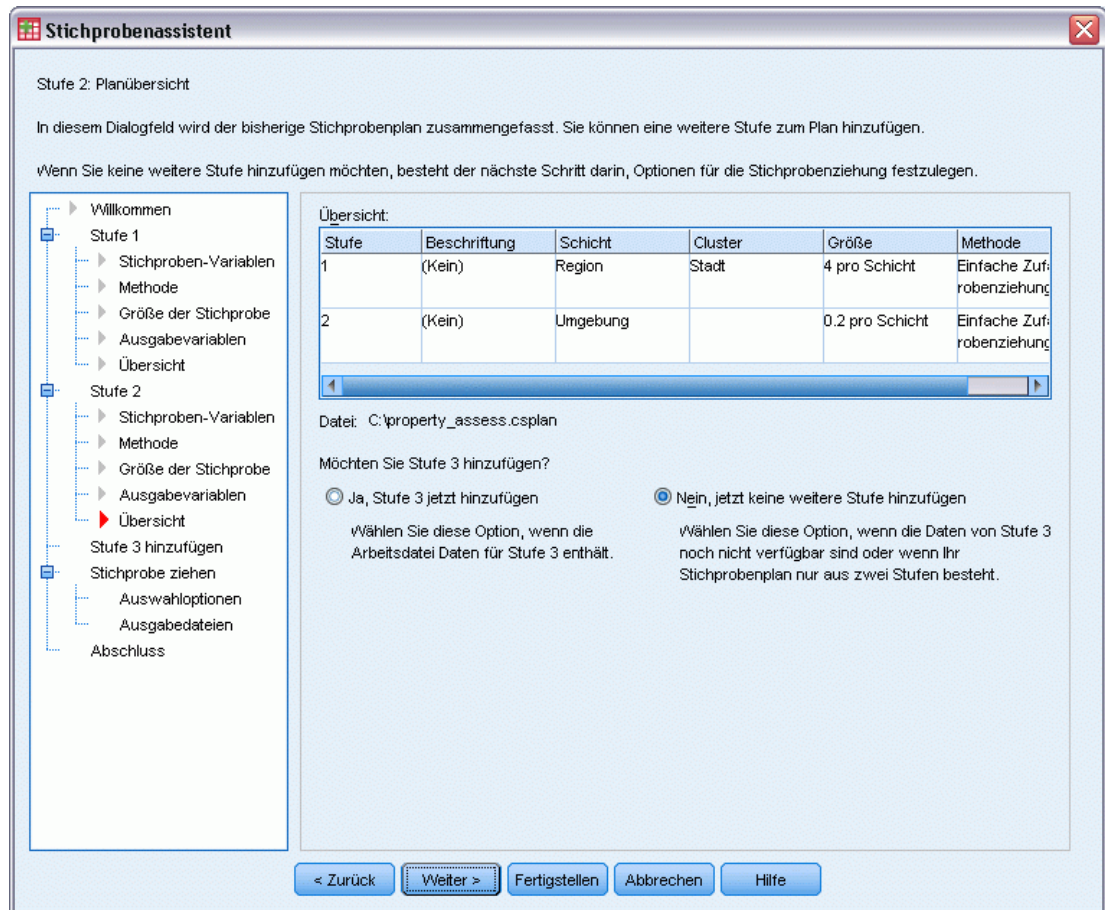 Stichprobenassistent
Stufe 2: Planübersicht
In diesem Dialogfeld wird der bisherige Stichprobenplan zusammengefasst. Sie können eine weitere Stufe zum Plan hinzufügen.
Wenn Sie keine weitere Stufe hinzufügen möchten, besteht der nächste Schritt darin, Optionen für die Stichprobenziehung festzulegen.
Willkommen
Stufe 1
Stichproben-Variablen
Methode
Größe der Stichprobe
Ausgabevariablen
Übersicht
Stufe 2
Stichproben-Variablen
Methode
Größe der Stichprobe
Ausgabevariablen
Übersicht
Stufe 3 hinzufügen
Stichprobe ziehen
Auswahloptionen
Ausgabedateien
Abschluss
Übersicht:
Stufe Beschriftung Schicht Cluster Größe Methode
1 (Kein) Region Stadt 4 pro Schicht Einfache Zufa
robenziehung
2 (Kein) Umgebung 0.2 pro Schicht Einfache Zufa
robenziehung
Datei: C:\property_assess.csplan
Möchten Sie Stufe 3 hinzufügen?
Ja, Stufe 3 jetzt hinzufügen
Wählen Sie diese Option, wenn die
Arbeitsdatei Daten für Stufe 3 enthält.
Nein, jetzt keine weitere Stufe hinzufügen
Wählen Sie diese Option, wenn die Daten von Stufe 3
noch nicht verfügbar sind oder wenn Ihr
Stichprobenplan nur aus zwei Stufen besteht.
< Zurück Weiter > Fertigstellen Abbrechen Hilfe